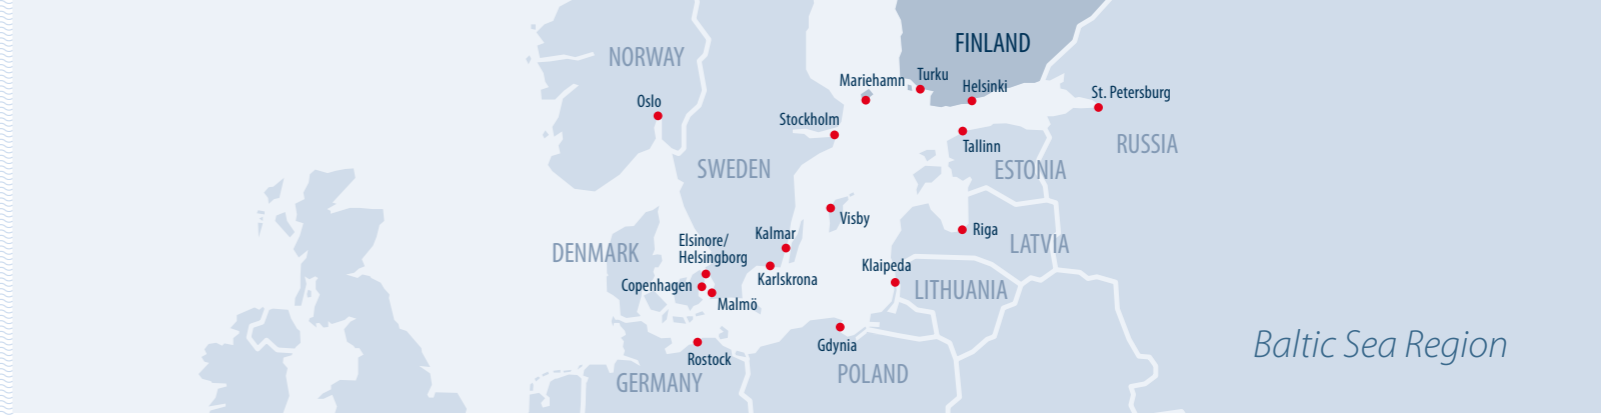 FINLAND
NORWAY
Turku
Mariehamn
Helsinki
St. Petersburg
Oslo
Stockholm
Tallinn
RUSSIA
SWEDEN
ESTONIA
Visby
Kalmar
Riga
Elsinore/
Helsingborg
DENMARK
LATVIA
Klaipeda
Karlskrona
Copenhagen
LITHUANIA
Malmö
Baltic Sea Region
Gdynia
Rostock
POLAND
GERMANY